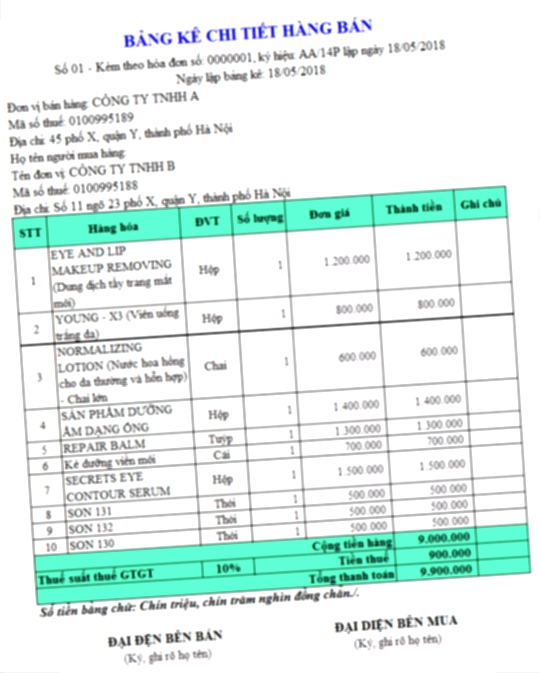 BẢNG KÊ CHI TIẾT HÀNG BÁN
Số 01 - Kèm theo hóa đơn số: 0000001, ký hiệu: AA/14P lập ngày 18/05/2018
Ngày lập bảng kê: 18/05/2018
Đơn vị bán hàng: CÔNG TY TNHH A
Mã số thuế: 0100995189
Địa chỉ: 45 phố X, quận Y, thành phố Hà Nội
Họ tên người mua hàng:
Tên đơn vị: CÔNG TY TNHH B
Mã số thuế: 0100995188
Địa chỉ: Số 11 ngõ 23 phố X, quận Y, thành phố Hà Nội
STT Hàng hóa ĐVT Số lượng Đơn giá Thành tiền Ghi chú
1 EYE AND LIP MAKEUP REMOVING (Dung dịch tẩy trang mắt môi) Hộp 1 1.200.000 1.200.000
2 YOUNG - X3 (Viên uống trắng da) Hộp 1 800.000 800.000
3 NORMALIZING LOTION (Nước hoa hồng cho da thường và hỗn hợp) - Chai lớn Chai 1 600.000 600.000
4 SẢN PHẨM DƯỠNG ẨM DẠNG ỐNG Hộp 1 1.400.000 1.400.000
5 REPAIR BALM Tuýp 1 1.300.000 1.300.000
6 Kẻ dưỡng viền môi Cái 1 700.000 700.000
7 SECRETS EYE CONTOUR SERUM Hộp 1 1.500.000 1.500.000
8 SON 131 Thỏi 1 500.000 500.000
9 SON 132 Thỏi 1 500.000 500.000
10 SON 130 Thỏi 1 500.000 500.000
Cộng tiền hàng 9.000.000
Thuế suất thuế GTGT 10% Tiền thuế 900.000
Tổng thanh toán 9.900.000
Số tiền bằng chữ: Chín triệu, chín trăm nghìn đồng chẵn./.
ĐẠI ĐIỆN BÊN BÁN ĐẠI DIỆN BÊN MUA
(Ký, ghi rõ họ tên) (Ký, ghi rõ họ tên)